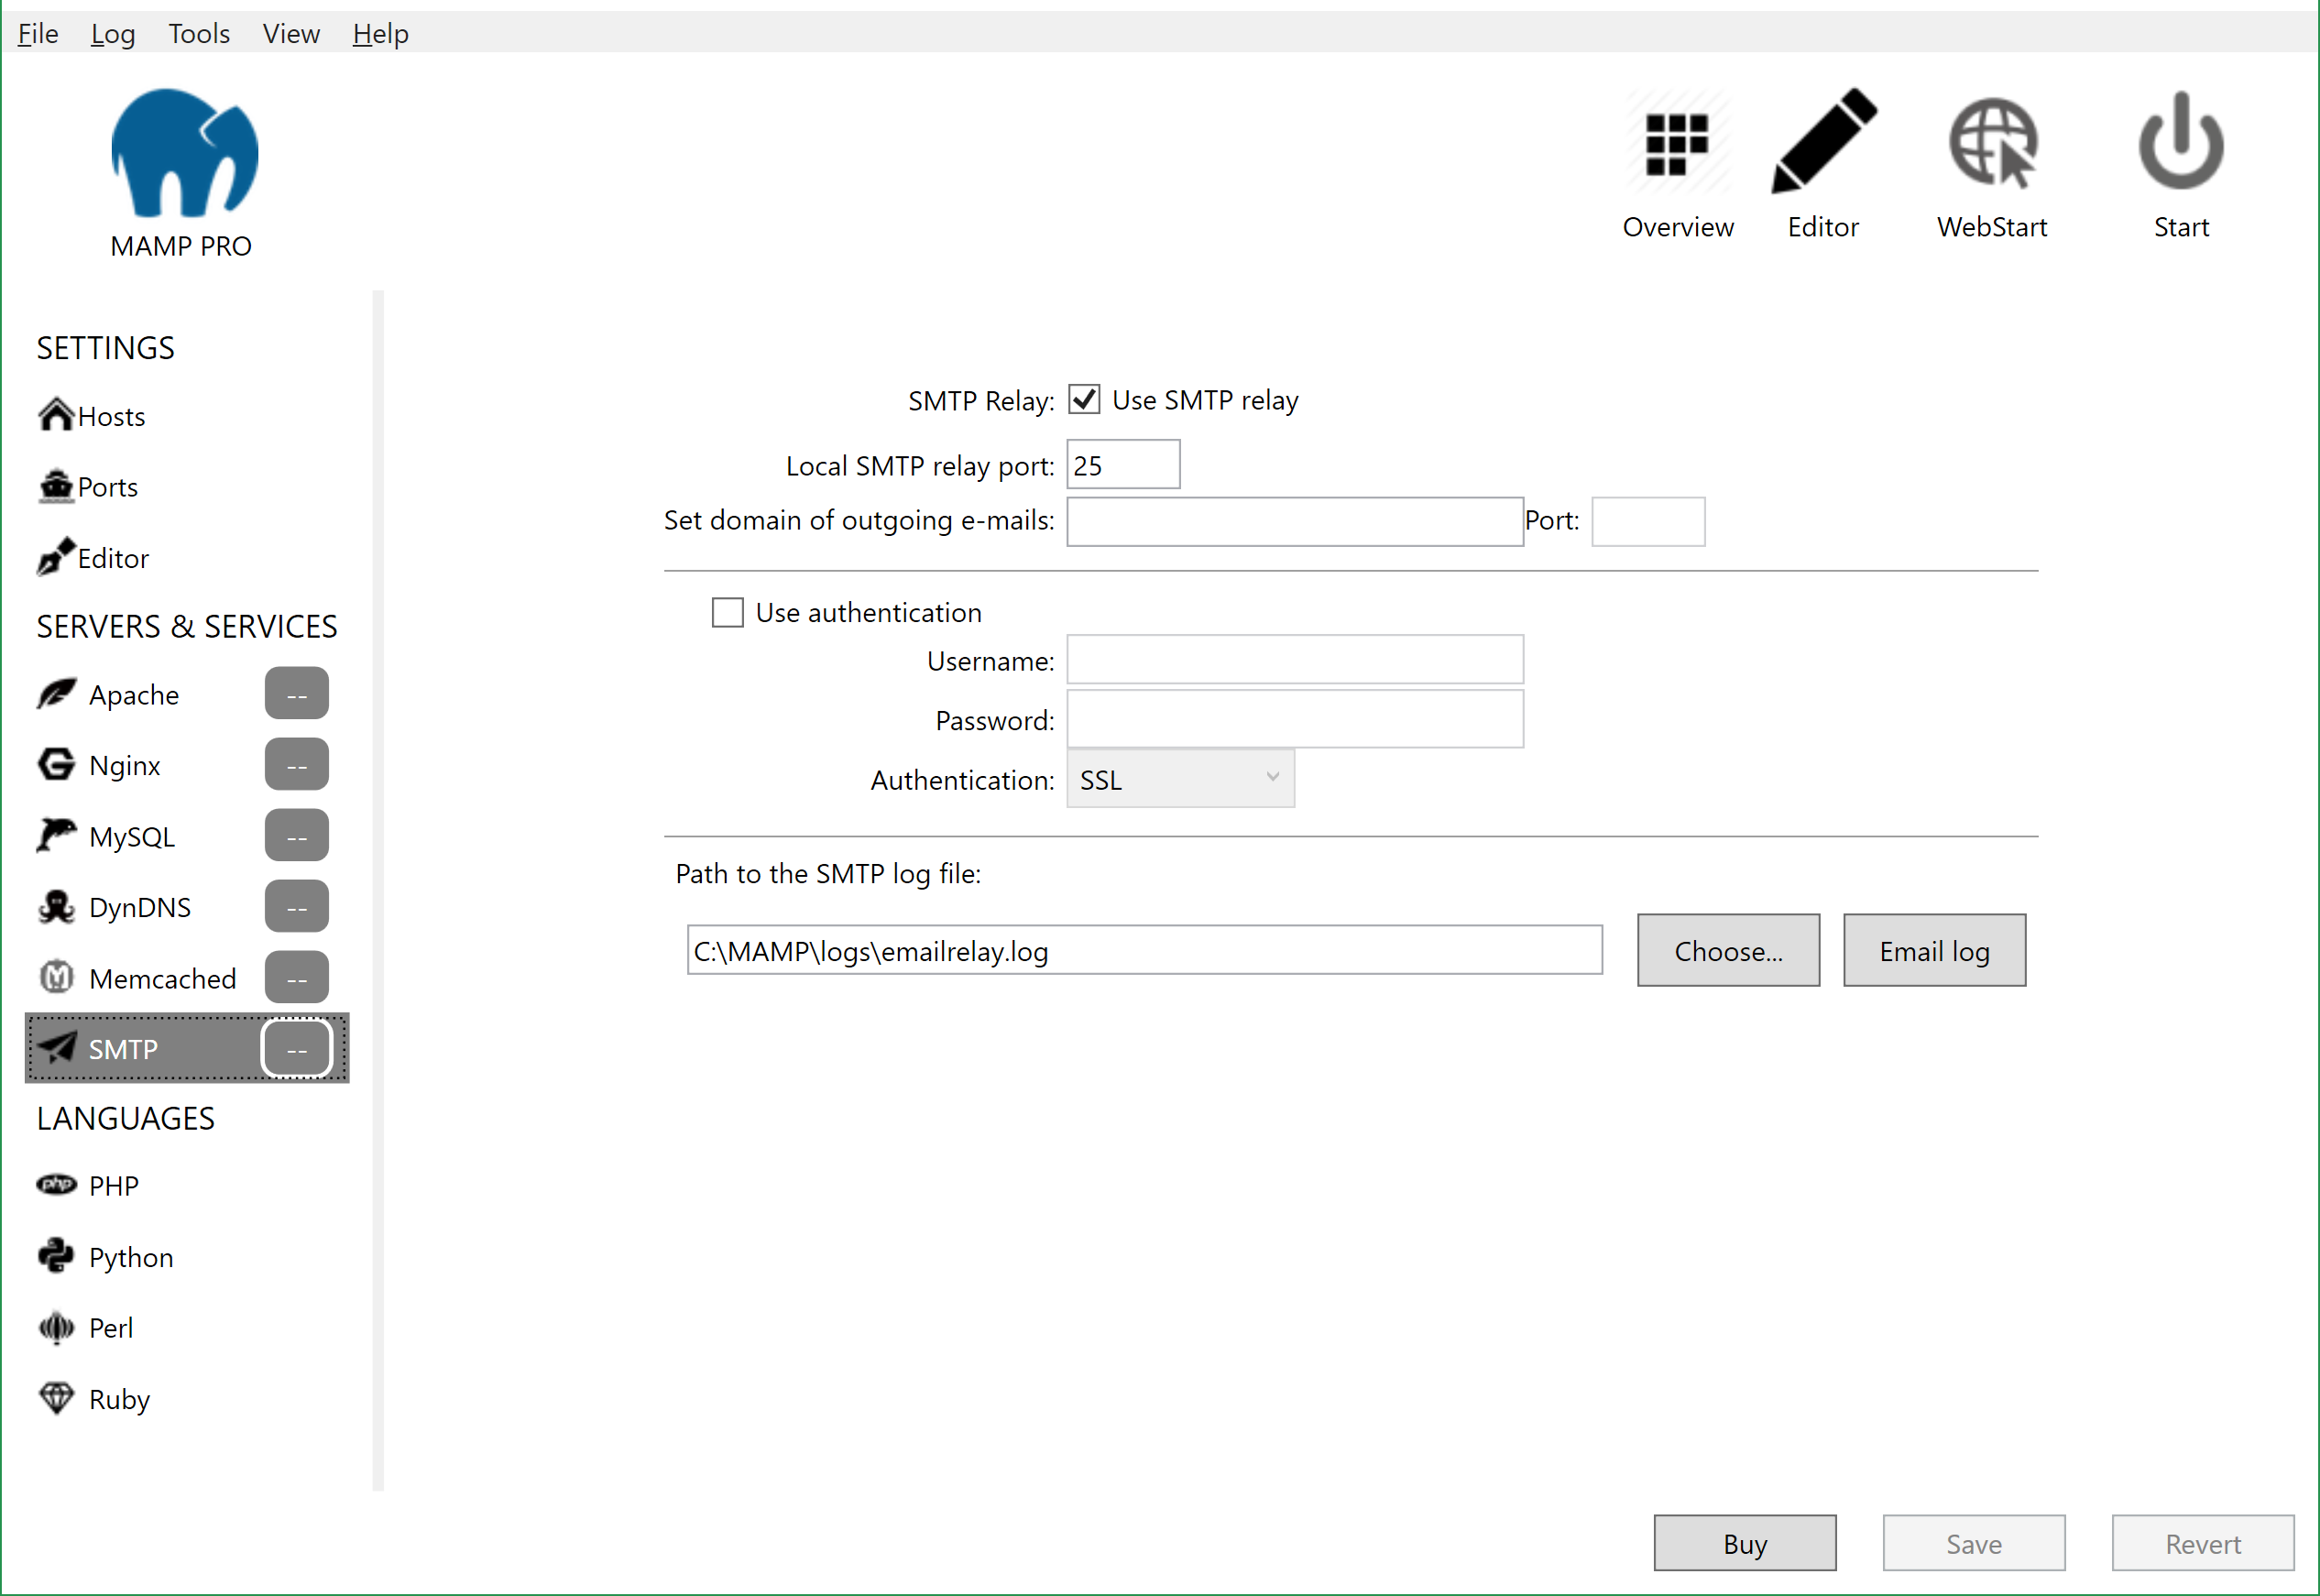 File Log Tools View Help
MAMP PRO
Overview Editor WebStart Start
SETTINGS
Hosts
Ports
Editor
SERVERS & SERVICES
Apache --
Nginx --
MySQL --
DynDNS --
Memcached --
SMTP --
LANGUAGES
php PHP
Python
Perl
Ruby
SMTP Relay: Use SMTP relay
Local SMTP relay port: 25
Set domain of outgoing e-mails: Port:
Use authentication
Username:
Password:
Authentication: SSL
Path to the SMTP log file:
C:\MAMP\logs\emailrelay.log Choose... Email log
Buy Save Revert